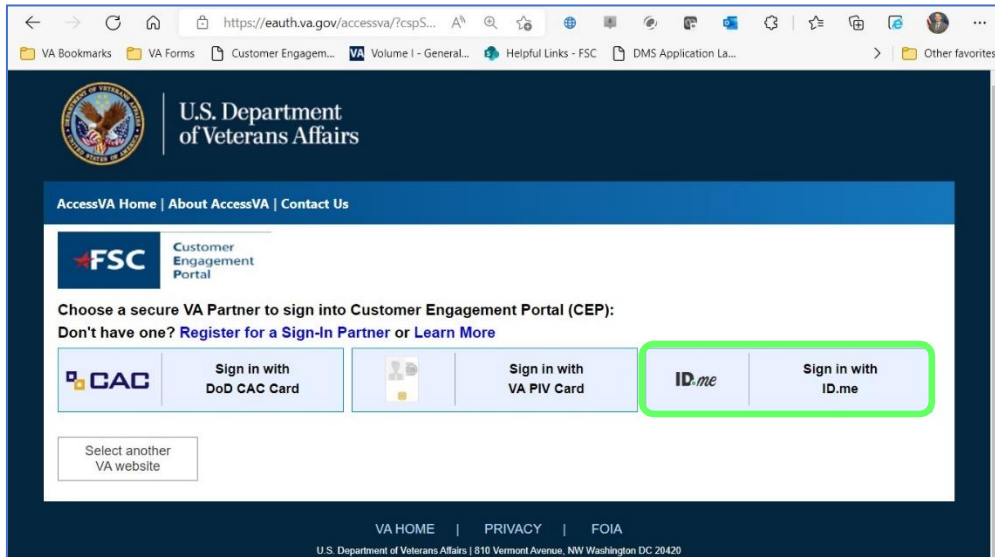 https://eauth.va.gov/accessva/?cspS...
VA Bookmarks VA Forms Customer Engagem... VA Volume I - General... Helpful Links - FSC DMS Application La... Other favorites
U.S. Department
of Veterans Affairs
AccessVA Home | About AccessVA | Contact Us
FSC
Customer
Engagement
Portal
Choose a secure VA Partner to sign into Customer Engagement Portal (CEP):
Don't have one? Register for a Sign-In Partner or Learn More
CAC
Sign in with
DoD CAC Card
Sign in with
VA PIV Card
ID.me
Sign in with
ID.me
Select another
VA website
VA HOME | PRIVACY | FOIA
U.S. Department of Veterans Affairs | 810 Vermont Avenue, NW Washington DC 20420